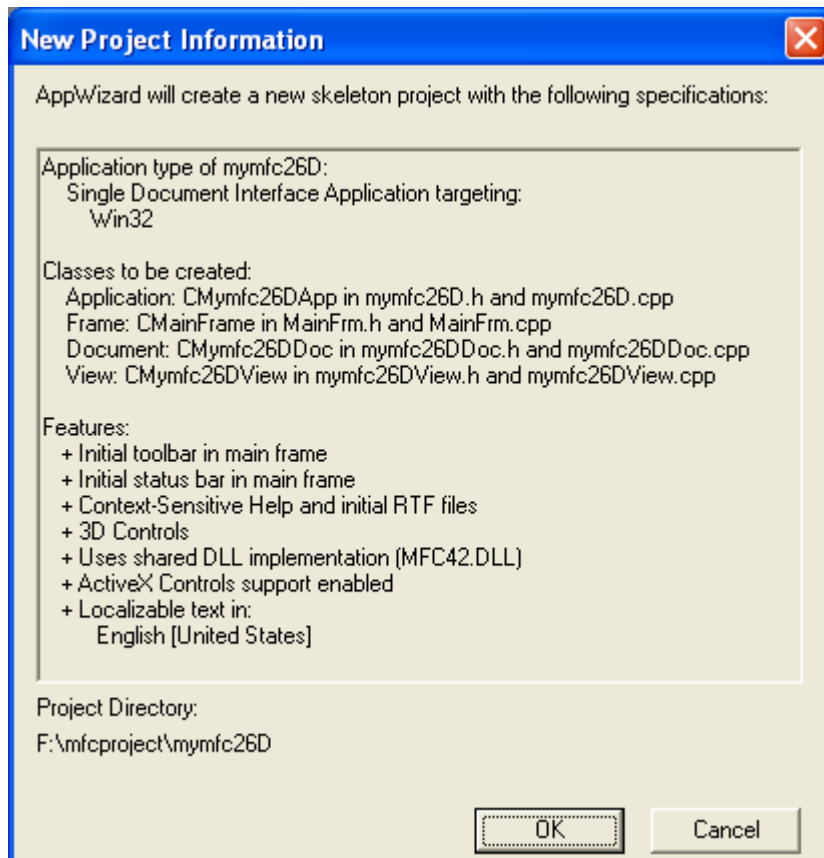 New Project Information
AppWizard will create a new skeleton project with the following specifications:
Application type of mymfc26D:
Single Document Interface Application targeting:
Win32
Classes to be created:
Application: CMymfc26DApp in mymfc26D.h and mymfc26D.cpp
Frame: CMainFrame in MainFrm.h and MainFrm.cpp
Document: CMymfc26DDoc in mymfc26DDoc.h and mymfc26DDoc.cpp
View: CMymfc26DView in mymfc26DView.h and mymfc26DView.cpp
Features:
+ Initial toolbar in main frame
+ Initial status bar in main frame
+ Context-Sensitive Help and initial RTF files
+ 3D Controls
+ Uses shared DLL implementation (MFC42.DLL)
+ ActiveX Controls support enabled
+ Localizable text in:
English [United States]
Project Directory:
F:\mfcproject\mymfc26D
OK Cancel